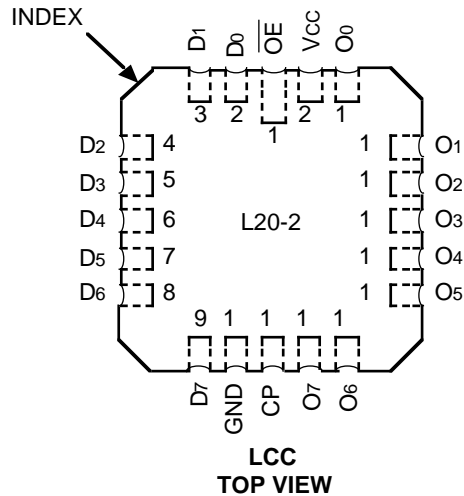 INDEX
D1 D0 OE VCC O0
3 2 1 2 1
D2 4 1 O1
D3 5 1 O2
D4 6 L20-2 1 O3
D5 7 1 O4
D6 8 1 O5
9 1 1 1 1
D7 GND CP O7 O6
LCC
TOP VIEW